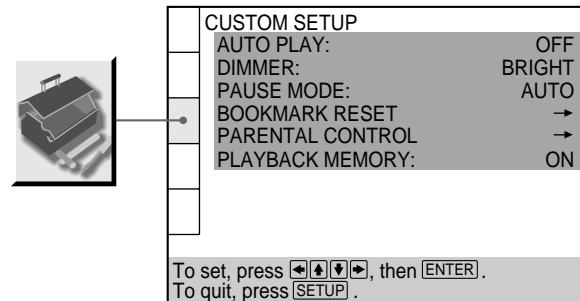 CUSTOM SETUP
AUTO PLAY: OFF
DIMMER: BRIGHT
PAUSE MODE: AUTO
BOOKMARK RESET →
PARENTAL CONTROL →
PLAYBACK MEMORY: ON
To set, press ←↑↓→, then ENTER.
To quit, press SETUP.